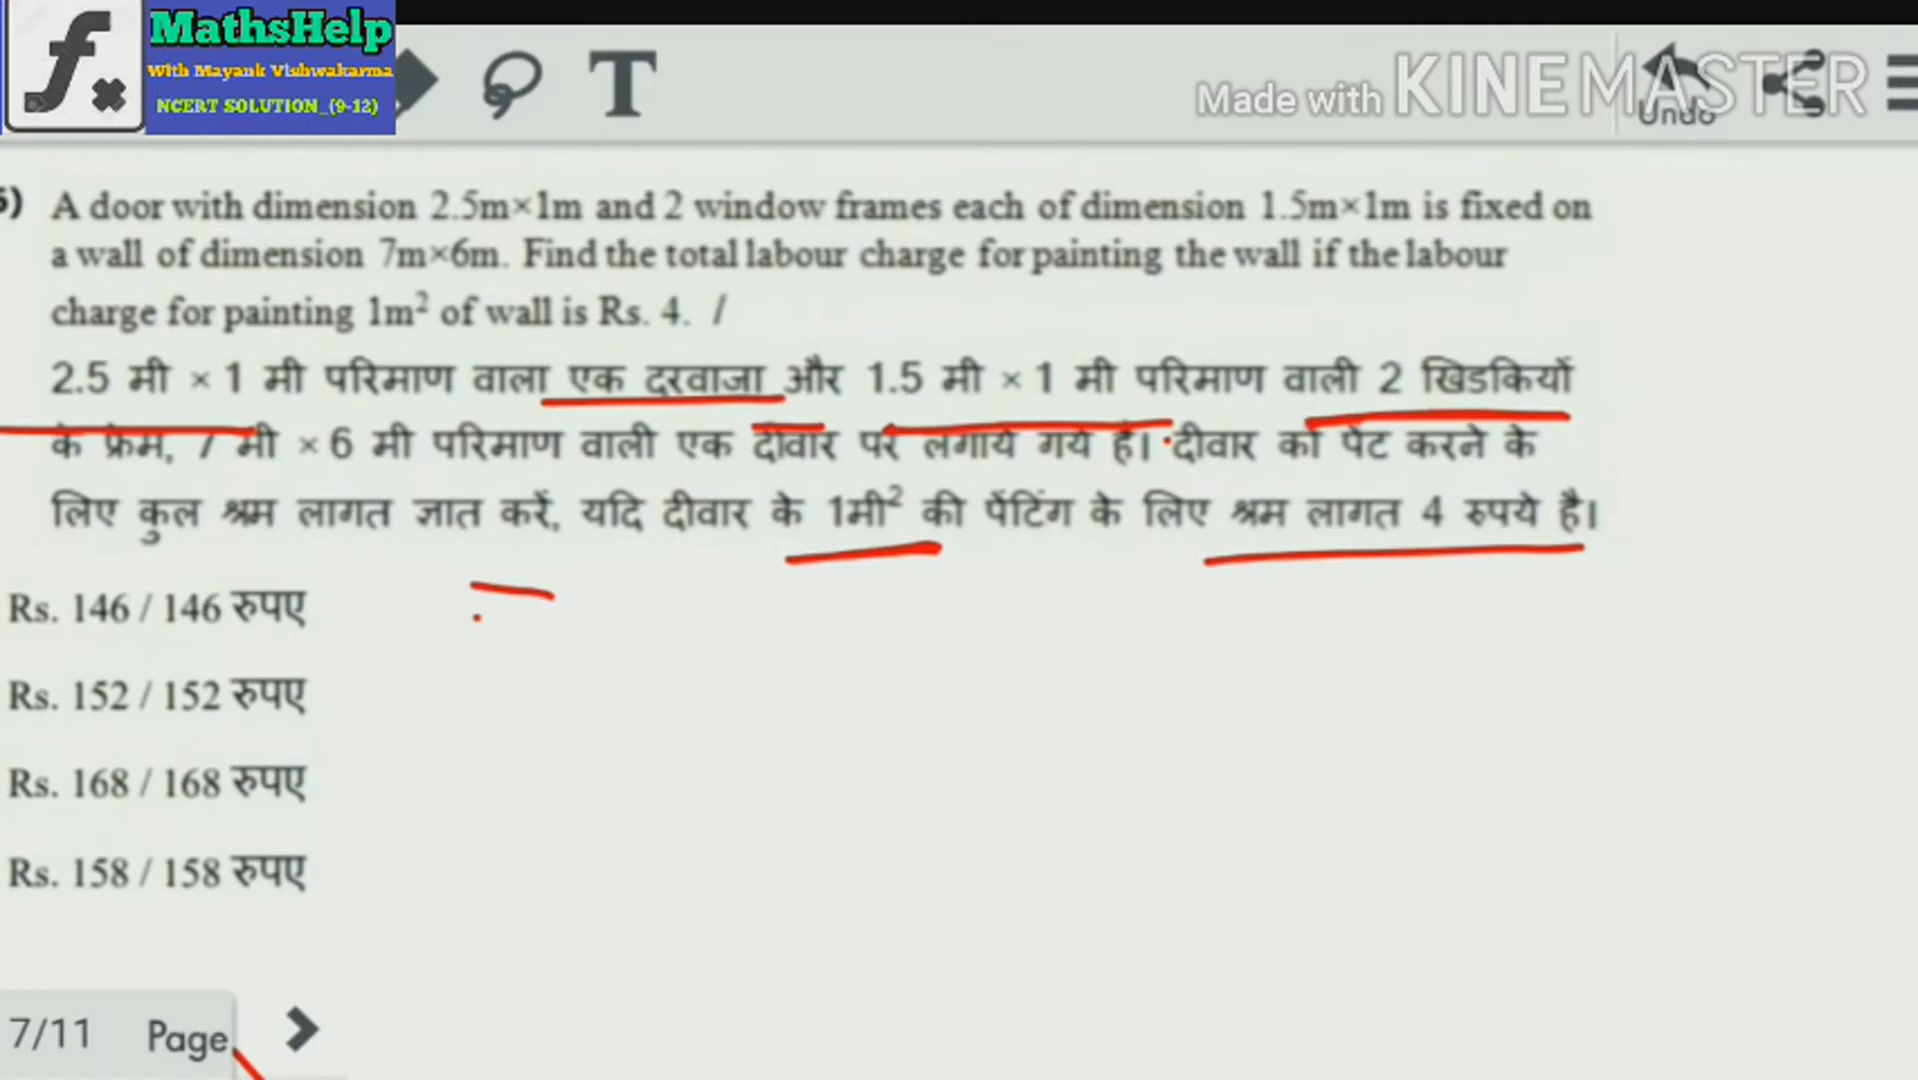 MathsHelp
With Mayank Vishwakarma
NCERT SOLUTION_(9-12)
T
Made with KINEMASTER
Undo
A door with dimension 2.5m×1m and 2 window frames each of dimension 1.5m×1m is fixed on
a wall of dimension 7m×6m. Find the total labour charge for painting the wall if the labour
charge for painting 1m² of wall is Rs. 4. /
2.5 मी × 1 मी परिमाण वाला एक दरवाजा और 1.5 मी × 1 मी परिमाण वाली 2 खिडकियों
के फ्रेम, 7 मी × 6 मी परिमाण वाली एक दीवार पर लगाये गये है। दीवार को पेंट करने के
लिए कुल श्रम लागत ज्ञात करें, यदि दीवार के 1मी² की पेंटिंग के लिए श्रम लागत 4 रुपये है।
Rs. 146 / 146 रुपए
Rs. 152 / 152 रुपए
Rs. 168 / 168 रुपए
Rs. 158 / 158 रुपए
7/11 Page